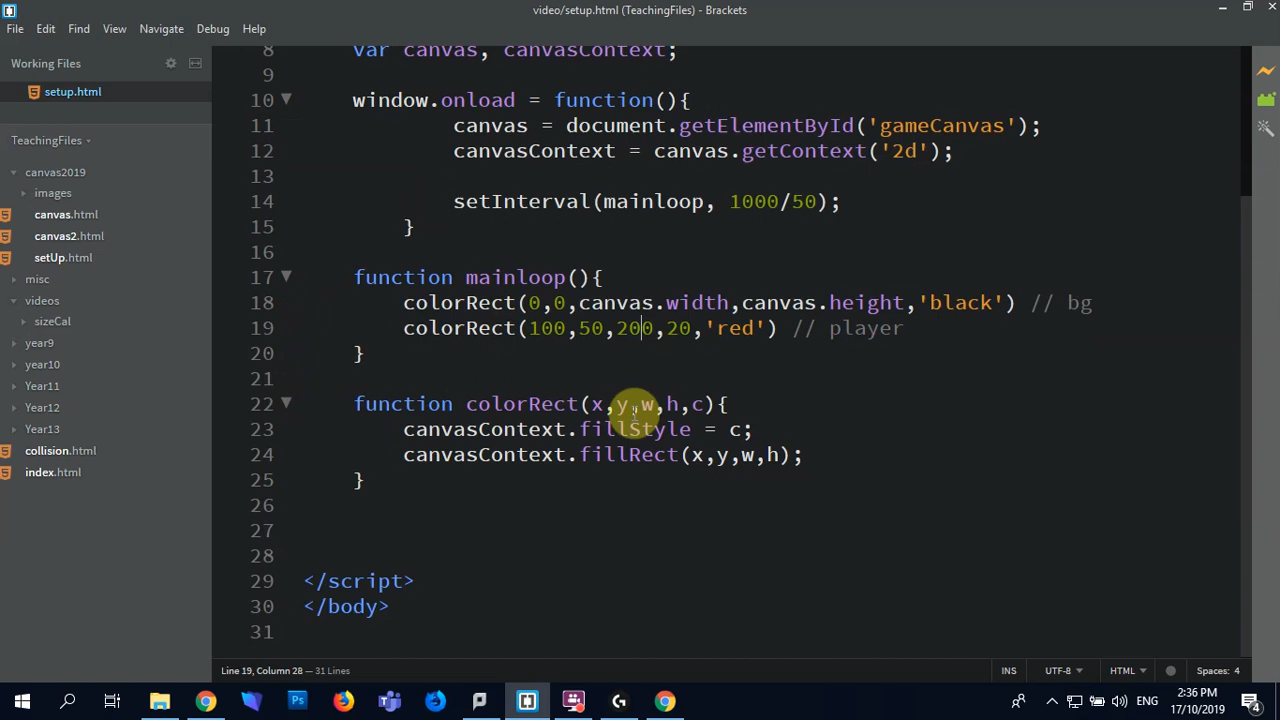 video/setup.html (TeachingFiles) - Brackets
File Edit Find View Navigate Debug Help
Working Files
setup.html
TeachingFiles
canvas2019
images
canvas.html
canvas2.html
setUp.html
misc
videos
sizeCal
year9
year10
Year11
Year12
Year13
collision.html
index.html
8 var canvas, canvasContext;
9
10 window.onload = function(){
11 canvas = document.getElementById('gameCanvas');
12 canvasContext = canvas.getContext('2d');
13
14 setInterval(mainloop, 1000/50);
15 }
16
17 function mainloop(){
18 colorRect(0,0,canvas.width,canvas.height,'black') // bg
19 colorRect(100,50,200,20,'red') // player
20 }
21
22 function colorRect(x,y,w,h,c){
23 canvasContext.fillStyle = c;
24 canvasContext.fillRect(x,y,w,h);
25 }
26
27
28
29 </script>
30 </body>
31
Line 19, Column 28 — 31 Lines
INS UTF-8 HTML Spaces: 4
Ps
ENG
2:36 PM
17/10/2019
4